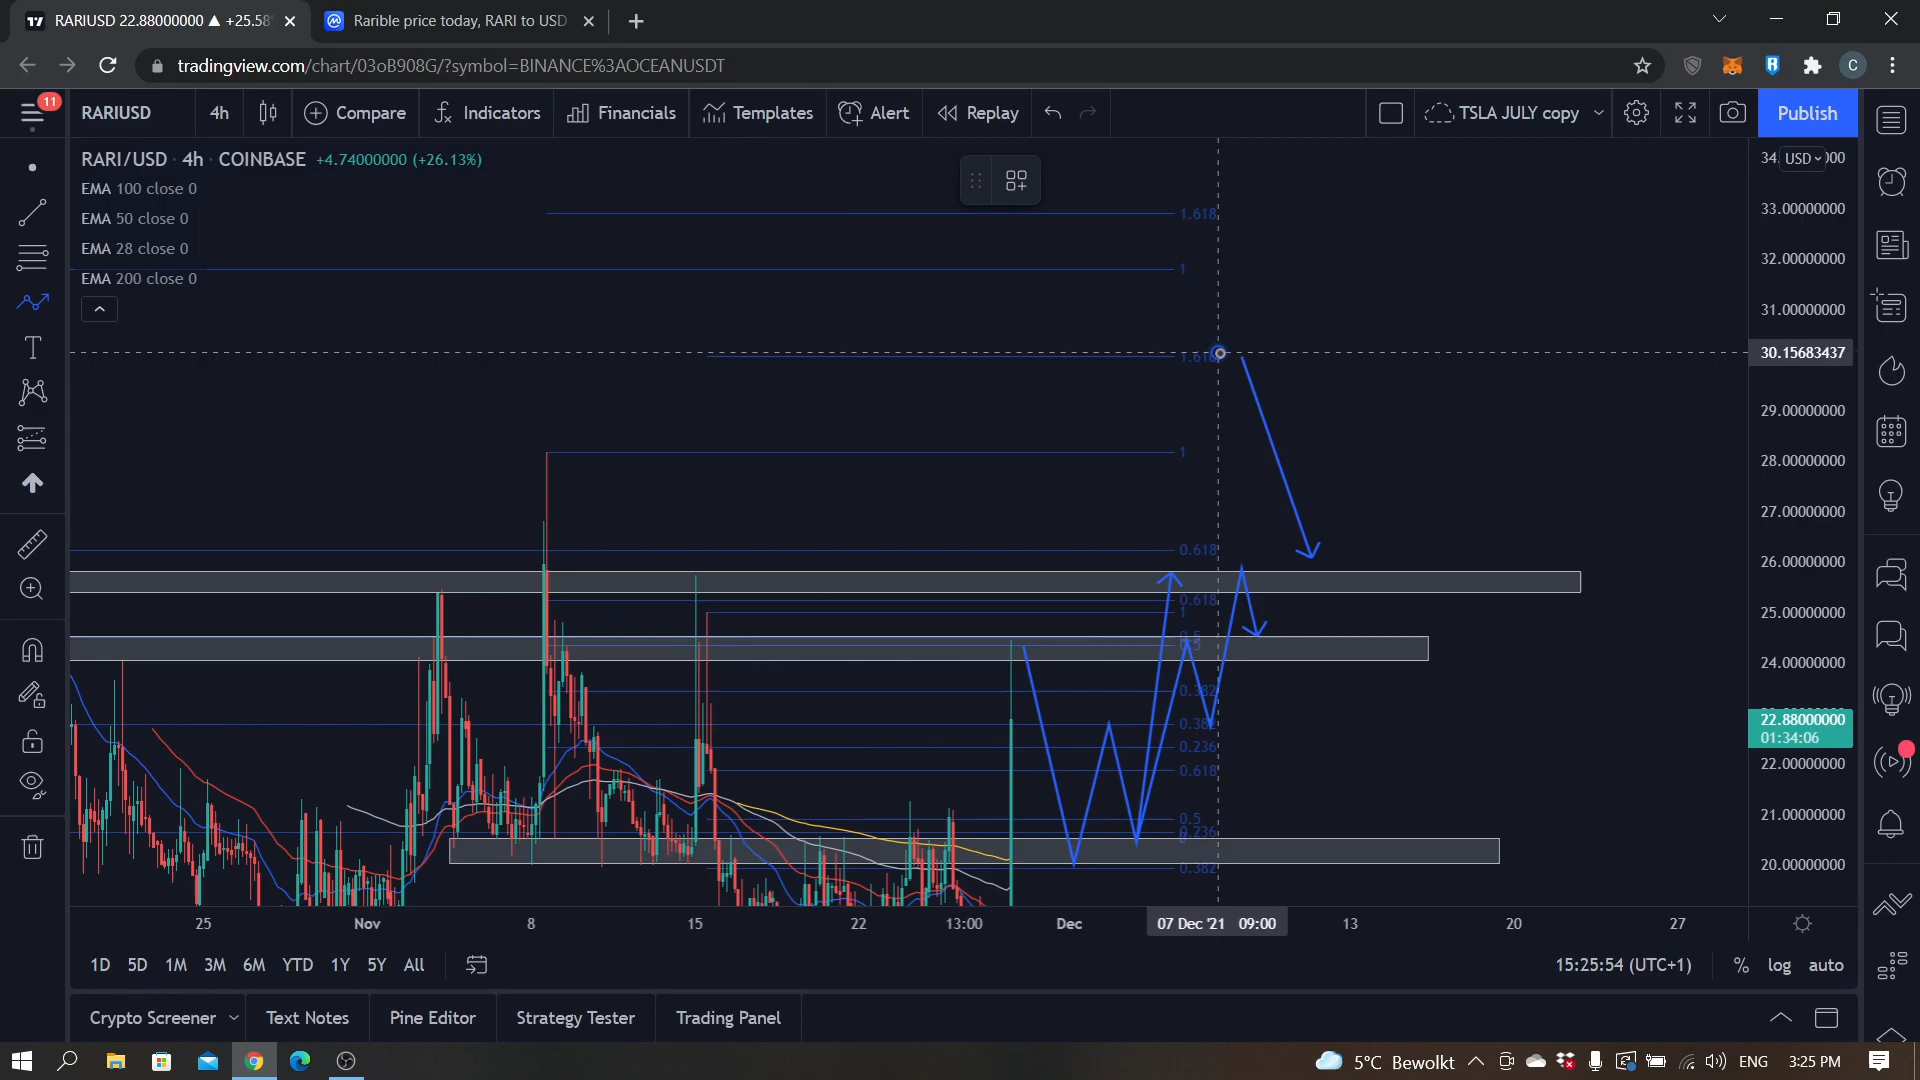 RARIUSD 22.88000000 ▲ +25.58
Rarible price today, RARI to USD
tradingview.com/chart/03oB908G/?symbol=BINANCE%3AOCEANUSDT
C
11
RARIUSD
4h
Compare
Indicators
Financials
Templates
Alert
Replay
TSLA JULY copy
Publish
RARI/USD · 4h · COINBASE +4.74000000 (+26.13%)
EMA 100 close 0
EMA 50 close 0
EMA 28 close 0
EMA 200 close 0
USD
33.00000000
32.00000000
31.00000000
30.15683437
29.00000000
28.00000000
27.00000000
26.00000000
25.00000000
24.00000000
22.88000000
01:34:06
22.00000000
21.00000000
20.00000000
1.618
1
1.618
1
0.618
0.618
1
0.5
0.382
0.382
0.236
0.618
0.5
0.236
0.382
25
Nov
8
15
22
13:00
Dec
07 Dec '21 09:00
13
20
27
1D 5D 1M 3M 6M YTD 1Y 5Y All
15:25:54 (UTC+1)
% log auto
Crypto Screener
Text Notes
Pine Editor
Strategy Tester
Trading Panel
5°C Bewolkt
ENG
3:25 PM